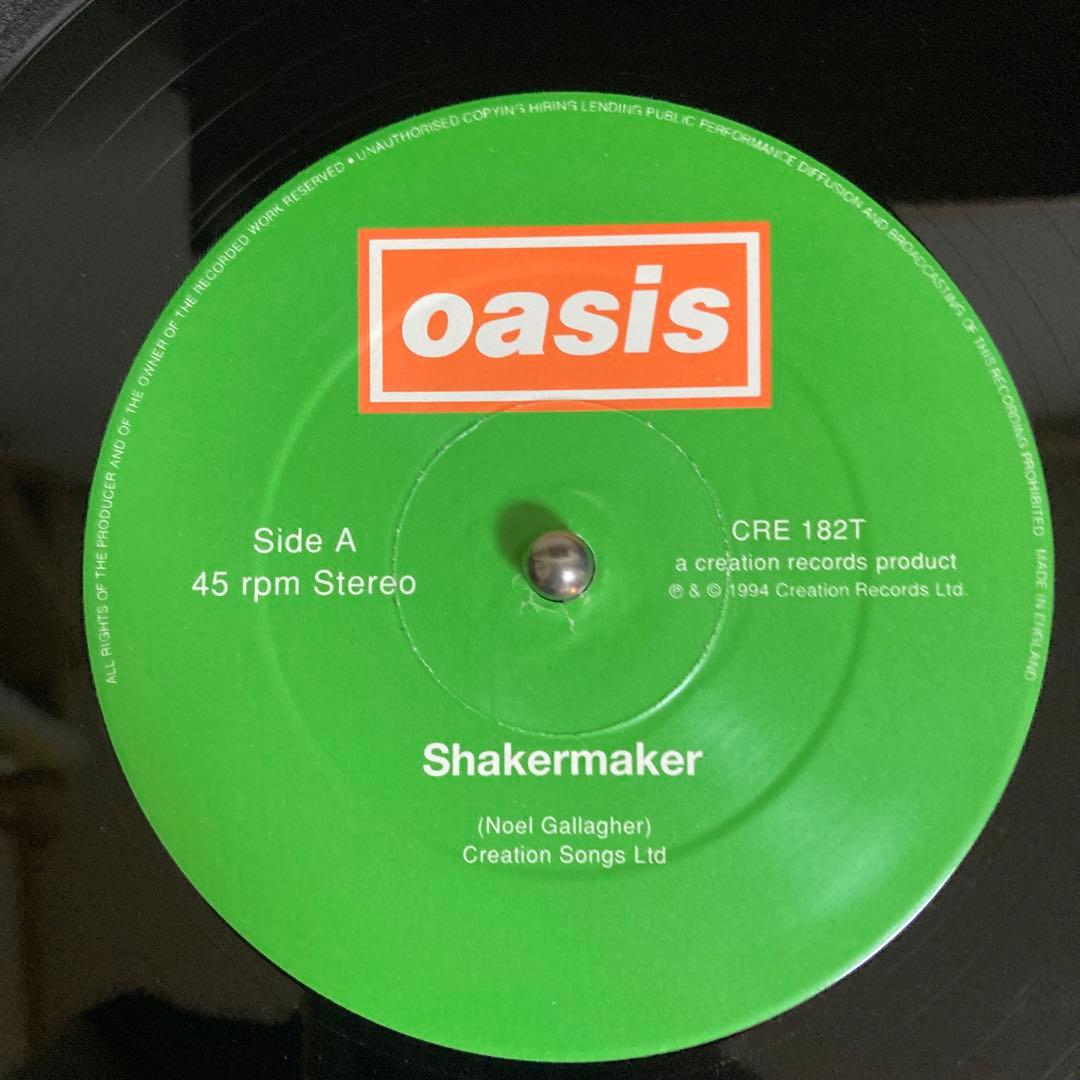 ALL RIGHTS OF THE PRODUCER AND OF THE OWNER OF THE RECORDED WORK RESERVED • UNAUTHORISED COPYING HIRING LENDING PUBLIC PERFORMANCE DIFFUSION AND BROADCASTING OF THIS RECORDING PROHIBITED MADE IN ENGLAND
oasis
Side A
45 rpm Stereo
CRE 182T
a creation records product
℗ & © 1994 Creation Records Ltd.
Shakermaker
(Noel Gallagher)
Creation Songs Ltd